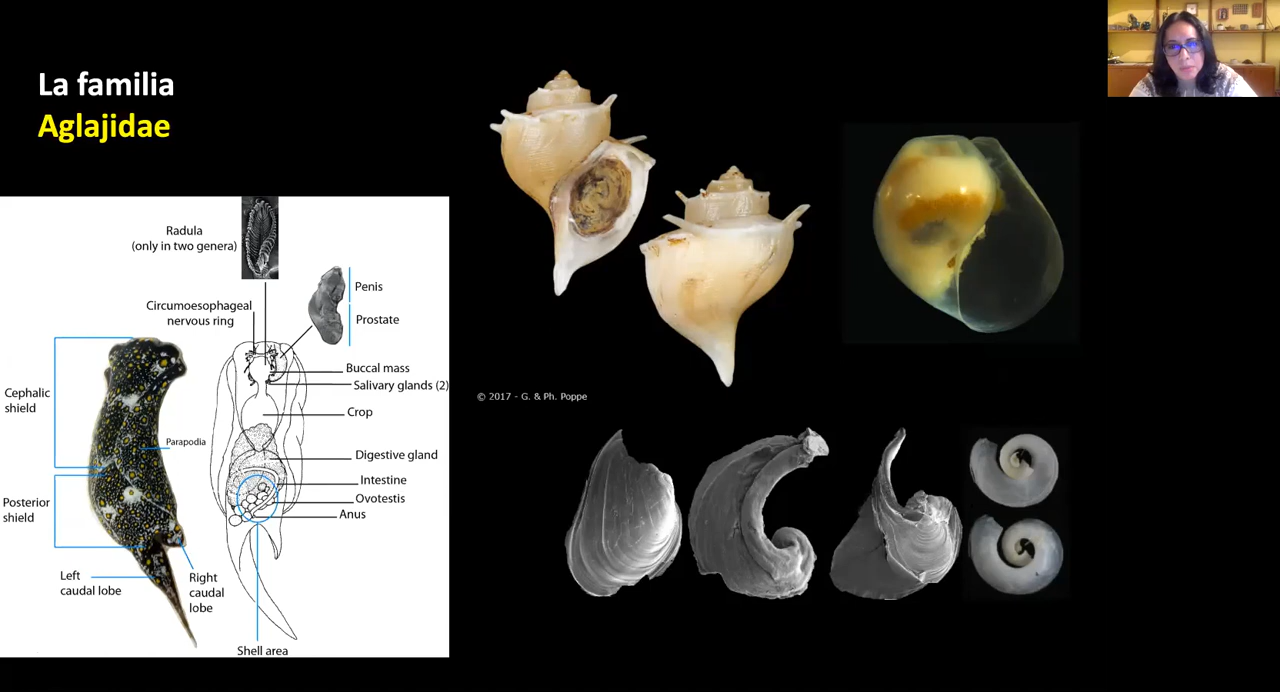 La familia
Aglajidae
Radula
(only in two genera)
Penis
Circumoesophageal
nervous ring
Prostate
Buccal mass
Salivary glands (2)
Cephalic
shield
Crop
Parapodia
Digestive gland
Intestine
Posterior
shield
Ovotestis
Anus
Left
caudal lobe
Right
caudal
lobe
Shell area
© 2017 - G. & Ph. Poppe